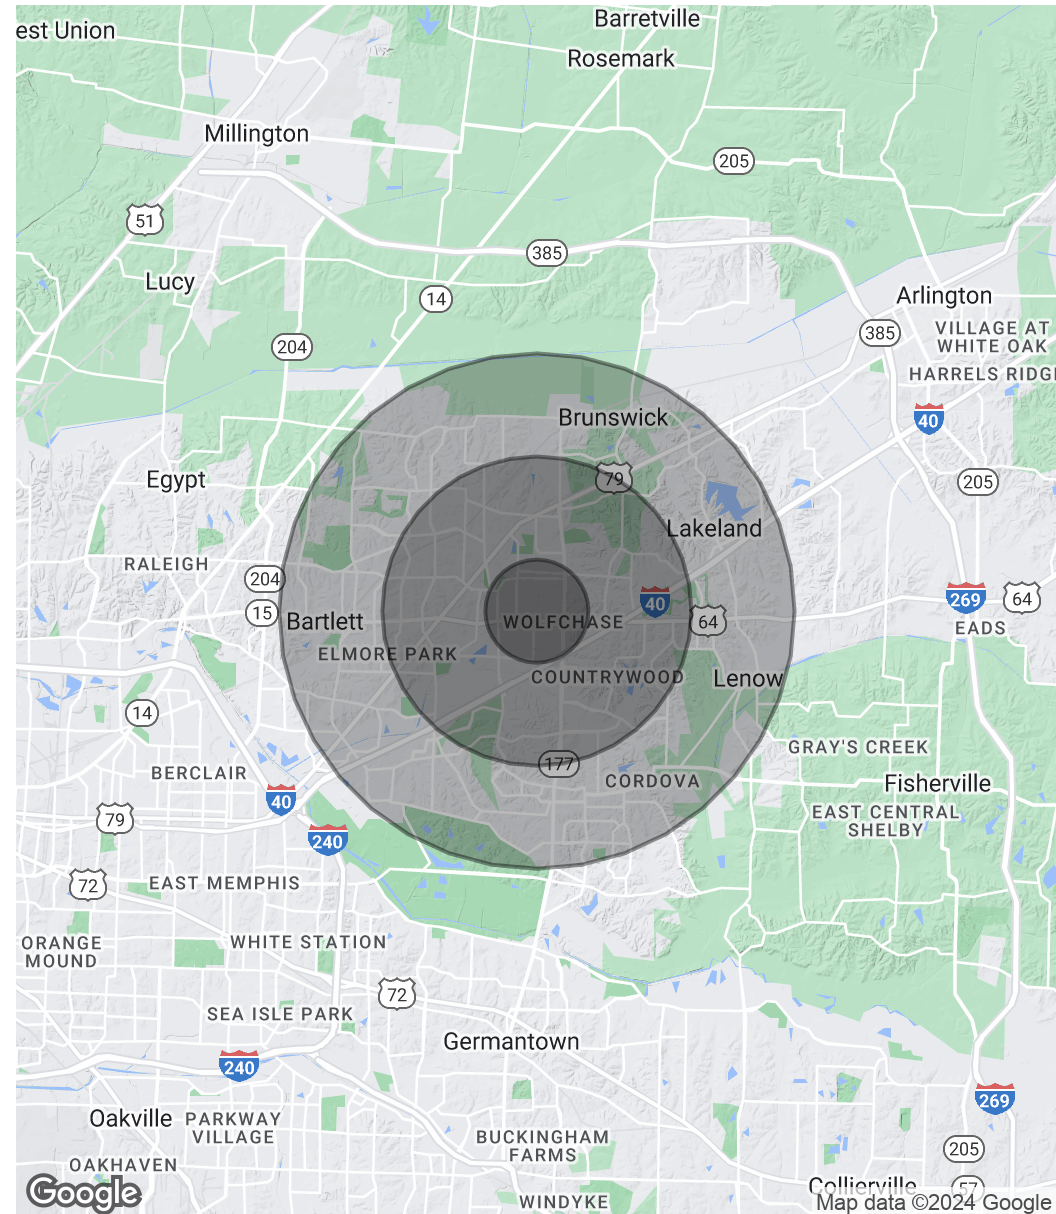 est Union
Barretville
Rosemark
Millington
205
51
385
Lucy
14
Arlington
385
VILLAGE AT
WHITE OAK
204
HARRELS RIDG
40
Brunswick
79
Egypt
205
Lakeland
RALEIGH
204
15
40
269
64
Bartlett
WOLFCHASE
64
EADS
ELMORE PARK
COUNTRYWOOD
Lenow
14
GRAY'S CREEK
177
BERCLAIR
CORDOVA
Fisherville
40
79
EAST CENTRAL
SHELBY
240
72
EAST MEMPHIS
ORANGE
MOUND
WHITE STATION
72
SEA ISLE PARK
Germantown
240
269
Oakville
PARKWAY
VILLAGE
BUCKINGHAM
FARMS
205
OAKHAVEN
Collierville
57
Google
WINDYKE
Map data ©2024 Google